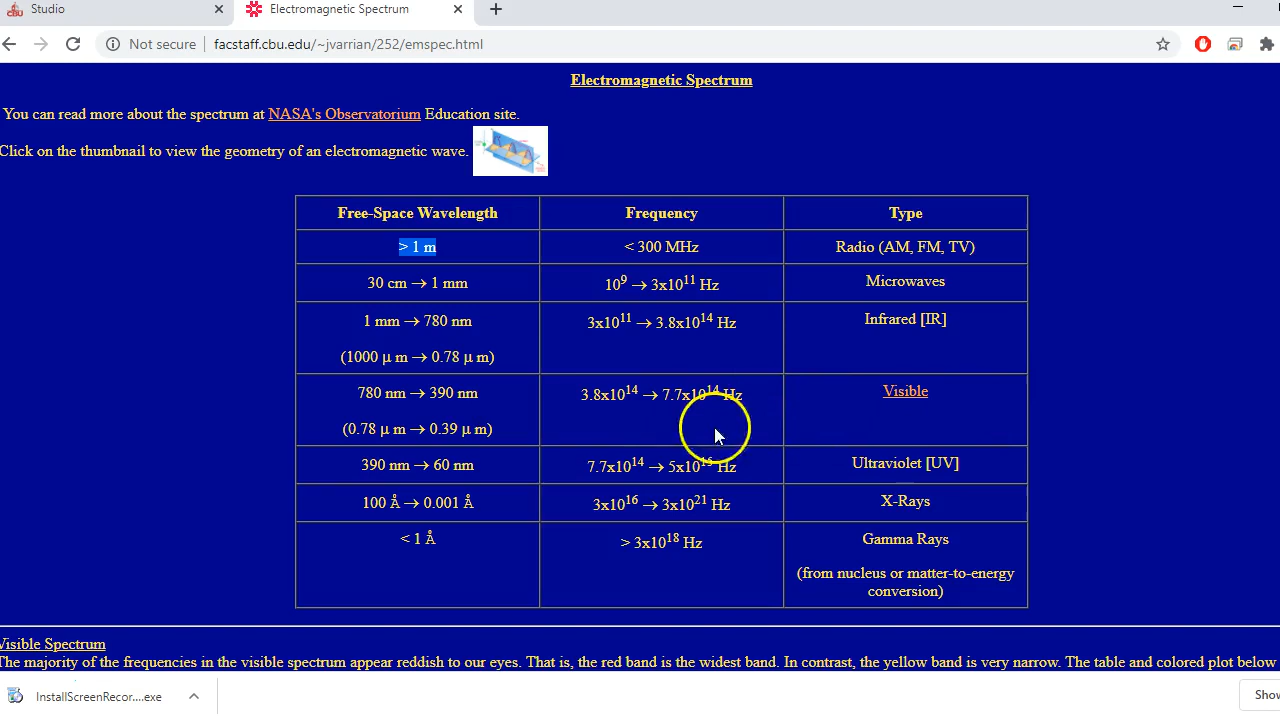 Studio
Electromagnetic Spectrum
Not secure
facstaff.cbu.edu/~jvarrian/252/emspec.html
Electromagnetic Spectrum
You can read more about the spectrum at NASA's Observatorium Education site.
Click on the thumbnail to view the geometry of an electromagnetic wave.
Free-Space Wavelength Frequency Type
> 1 m < 300 MHz Radio (AM, FM, TV)
30 cm → 1 mm 10⁹ → 3x10¹¹ Hz Microwaves
1 mm → 780 nm 3x10¹¹ → 3.8x10¹⁴ Hz Infrared [IR]
(1000 μ m → 0.78 μ m)
780 nm → 390 nm 3.8x10¹⁴ → 7.7x10¹⁴ Hz Visible
(0.78 μ m → 0.39 μ m)
390 nm → 60 nm 7.7x10¹⁴ → 5x10¹⁵ Hz Ultraviolet [UV]
100 Å → 0.001 Å 3x10¹⁶ → 3x10²¹ Hz X-Rays
< 1 Å > 3x10¹⁸ Hz Gamma Rays
(from nucleus or matter-to-energy
conversion)
Visible Spectrum
The majority of the frequencies in the visible spectrum appear reddish to our eyes. That is, the red band is the widest band. In contrast, the yellow band is very narrow. The table and colored plot below
InstallScreenRecor....exe
Show